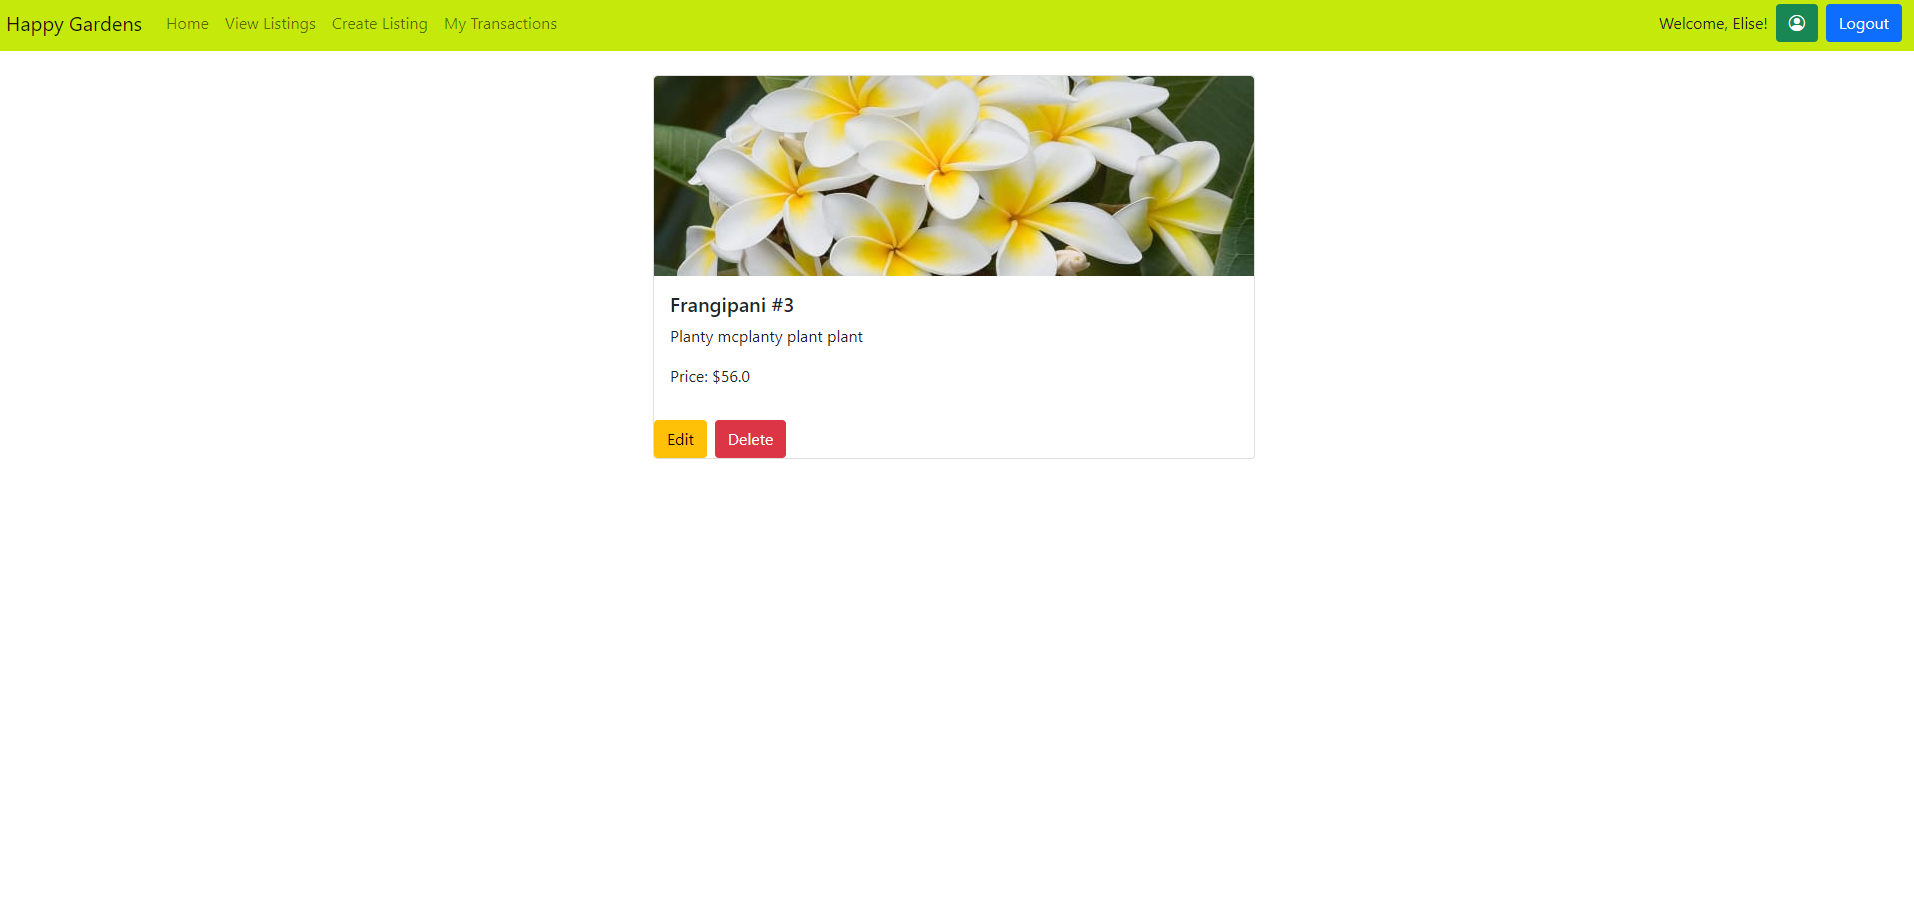 Happy Gardens Home View Listings Create Listing My Transactions Welcome, Elise! Logout
Frangipani #3
Planty mcplanty plant plant
Price: $56.0
Edit Delete